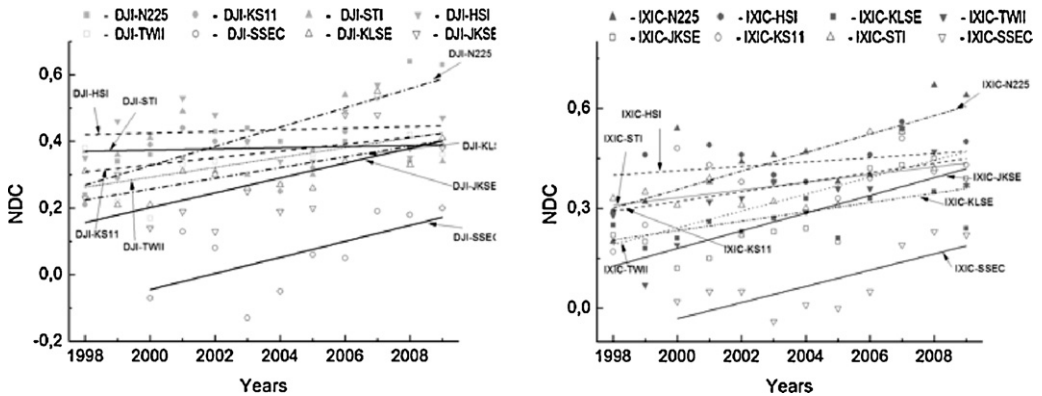 - DJI-N225 - DJI-KS11 - DJI-STI - DJI-HSI
- DJI-TWII - DJI-SSEC - DJI-KLSE - DJI-JKSE
DJI-N225
0,6
DJI-HSI
DJI-STI
0,4
DJI-KLS
NDC
DJI-JKSE
0,2
DJI-KS11
DJI-TWII
DJI-SSEC
0,0
-0,2
1998 2000 2002 2004 2006 2008
Years
- IXIC-N225 - IXIC-HSI - IXIC-KLSE - IXIC-TWII
- IXIC-JKSE - IXIC-KS11 - IXIC-STI - IXIC-SSEC
IXIC-N225
0,6
IXIC-HSI
IXIC-STI
NDC
IXIC-JKSE
0,3
IXIC-KLSE
IXIC-KS11
IXIC-TWII
IXIC-SSEC
0,0
1998 2000 2002 2004 2006 2008
Years